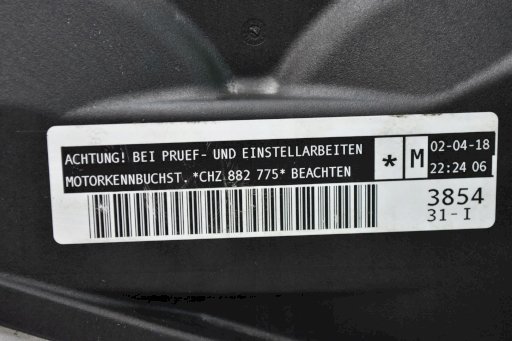 ACHTUNG! BEI PRUEF- UND EINSTELLARBEITEN
MOTORKENNBUCHST. *CHZ 882 775* BEACHTEN
*
M
02-04-18
22:24 06
3854
31-I